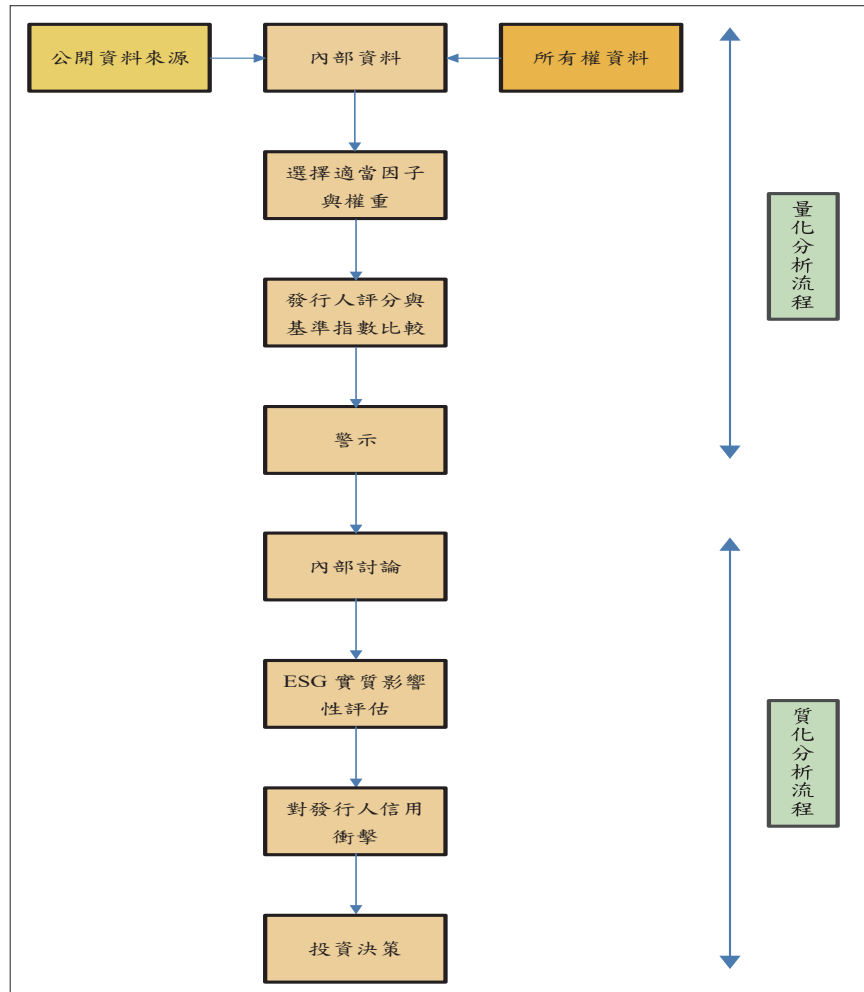 公開資料來源
內部資料
所有權資料
選擇適當因子
與權重
發行人評分與
基準指數比較
警示
量化分析流程
內部討論
ESG 實質影響
性評估
對發行人信用
衝擊
投資決策
質化分析流程